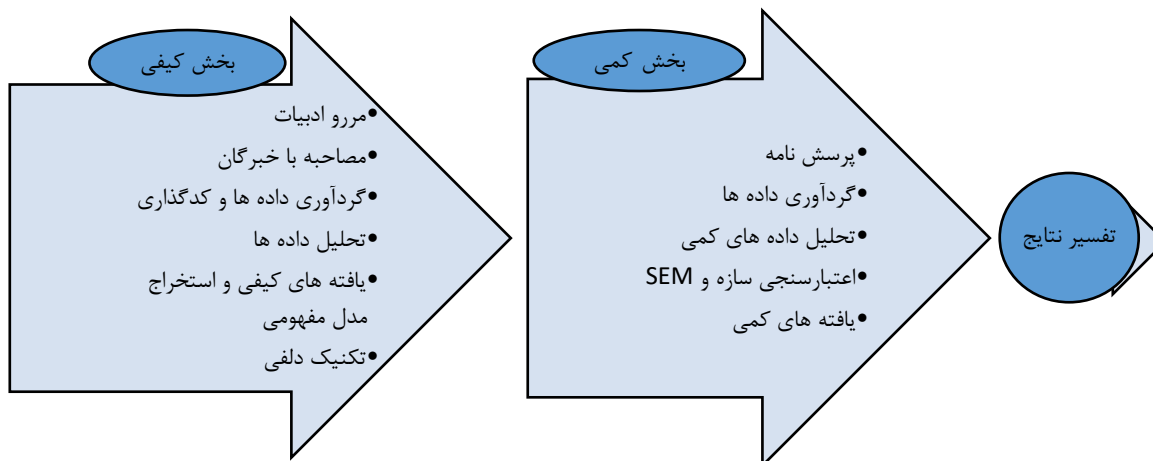 بخش کیفی
•مررو ادبیات
•مصاحبه با خبرگان
•گردآوری داده ها و کدگذاری
•تحلیل داده ها
•یافته های کیفی و استخراج
مدل مفهومی
•تکنیک دلفی
بخش کمی
•پرسش نامه
•گردآوری داده ها
•تحلیل داده های کمی
•اعتبارسنجی سازه و SEM
•یافته های کمی
تفسیر نتایج